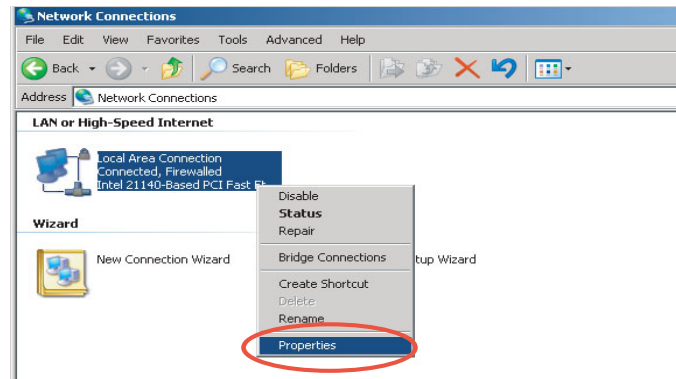 Network Connections
File Edit View Favorites Tools Advanced Help
Back Search Folders
Address Network Connections
LAN or High-Speed Internet
Local Area Connection
Connected, Firewalled
Intel 21140-Based PCI Fast Et
Disable
Status
Repair
Wizard
New Connection Wizard
Bridge Connections
tup Wizard
Create Shortcut
Delete
Rename
Properties